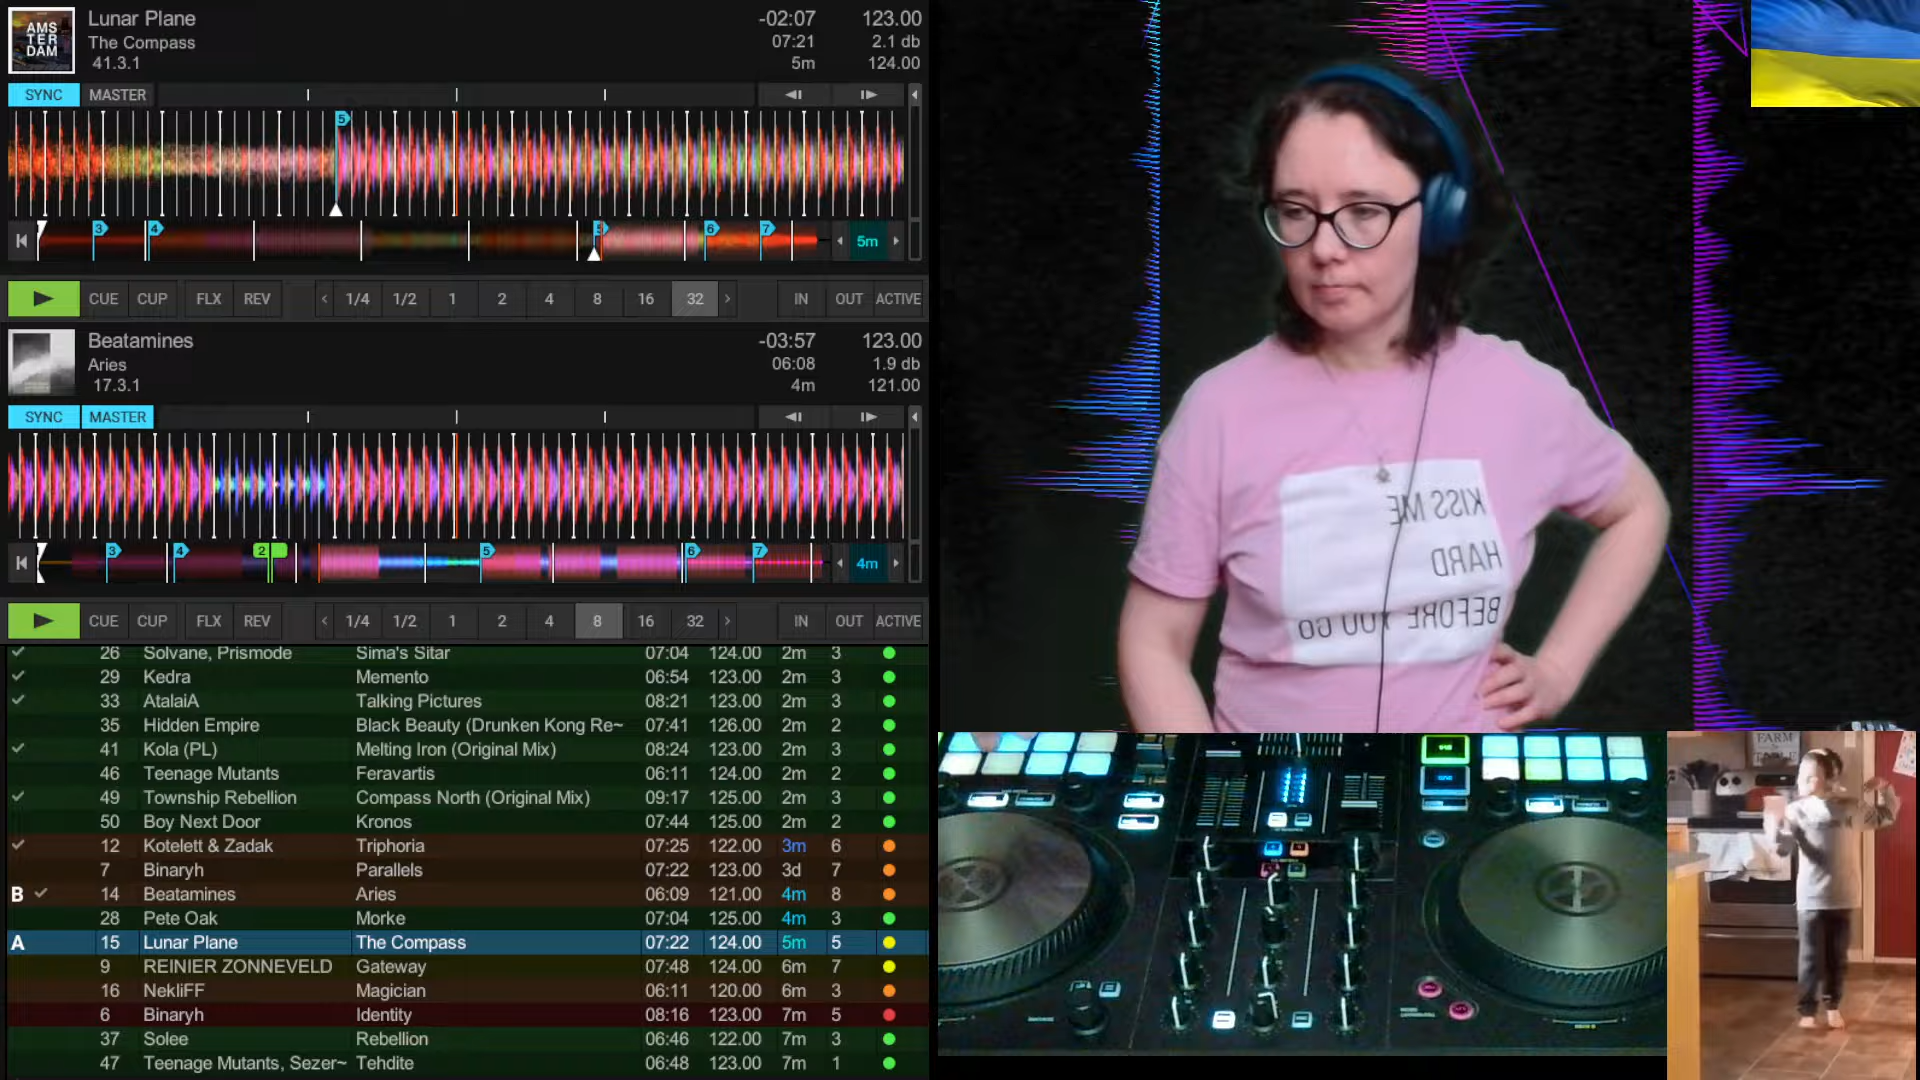 AMS
TER
DAM
Lunar Plane
-02:07
123.00
The Compass
07:21
2.1 db
41.3.1
5m
124.00
SYNC
MASTER
5
3
4
5
6
7
5m
CUE
CUP
FLX
REV
1/4
1/2
1
2
4
8
16
32
IN
OUT
ACTIVE
Beatamines
-03:57
123.00
Aries
06:08
1.9 db
17.3.1
4m
121.00
SYNC
MASTER
3
4
2
5
6
7
4m
CUE
CUP
FLX
REV
1/4
1/2
1
2
4
8
16
32
IN
OUT
ACTIVE
26 Solvane, Prismode Sima's Sitar 07:04 124.00 2m 3
29 Kedra Memento 06:54 123.00 2m 3
33 AtalaiA Talking Pictures 08:21 123.00 2m 3
35 Hidden Empire Black Beauty (Drunken Kong Re~ 07:41 126.00 2m 2
41 Kola (PL) Melting Iron (Original Mix) 08:24 123.00 2m 3
46 Teenage Mutants Feravartis 06:11 124.00 2m 2
49 Township Rebellion Compass North (Original Mix) 09:17 125.00 2m 3
50 Boy Next Door Kronos 07:44 125.00 2m 2
12 Kotelett & Zadak Triphoria 07:25 122.00 3m 6
7 Binaryh Parallels 07:22 123.00 3d 7
B 14 Beatamines Aries 06:09 121.00 4m 8
28 Pete Oak Morke 07:04 125.00 4m 3
A 15 Lunar Plane The Compass 07:22 124.00 5m 5
9 REINIER ZONNEVELD Gateway 07:48 124.00 6m 7
16 NekliFF Magician 06:11 120.00 6m 3
6 Binaryh Identity 08:16 123.00 7m 5
37 Solee Rebellion 06:46 122.00 7m 3
47 Teenage Mutants, Sezer~ Tehdite 06:48 123.00 7m 1
KISS ME
HARD
BEFORE YOU GO
FARM
TABLE